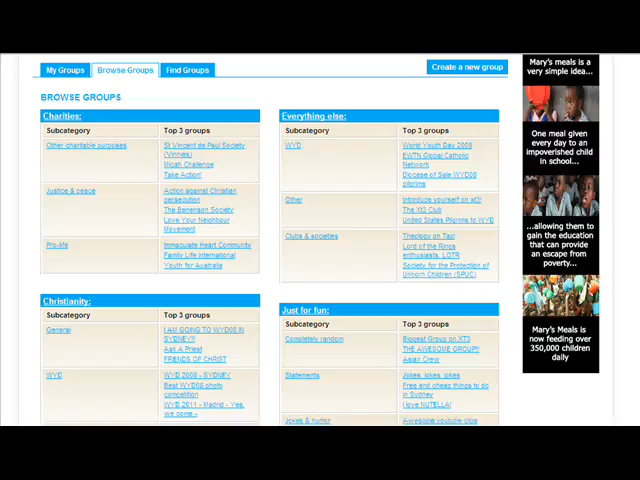 My Groups
Browse Groups
Find Groups
Create a new group
BROWSE GROUPS
Charities:
Subcategory
Top 3 groups
Other charitable purposes
St Vincent de Paul Society
(Vinnies)
Micah Challenge
Take Action!
Justice & peace
Action against Christian
persecution
The Benenson Society
Love Your Neighbour
Movement
Pro-life
Immaculate Heart Community
Family Life International
Youth for Australia
Christianity:
Subcategory
Top 3 groups
General
I AM GOING TO WYD08 IN
SYDNEY!!
Ask A Priest
FRIENDS OF CHRIST
WYD
WYD 2008 - SYDNEY
Best WYD08 photo
competition
WYD 2011 - Madrid - Yes,
we come -
Everything else:
Subcategory
Top 3 groups
WYD
World Youth Day 2008
EWTN Global Catholic
Network
Diocese of Sale WYD08
pilgrims
Other
Introduce yourself on xt3!
The Xt3 Club
United States Pilgrims to WYD
Clubs & societies
Theology on Tap!
Lord of the Rings
enthusiasts, LOTR
Society for the Protection of
Unborn Children (SPUC)
Just for fun:
Subcategory
Top 3 groups
Completely random
Biggest Group on XT3
THE AWESOME GROUP!!
Asian Crew
Statements
Jokes, jokes, jokes
Free and cheap things to do
in Sydney
I love NUTELLA!
Jokes & humor
Awesome youtube clips
Mary's meals is a
very simple idea...
One meal given
every day to an
impoverished child
in school...
...allowing them to
gain the education
that can provide
an escape from
poverty...
Mary's Meals is
now feeding over
350,000 children
daily